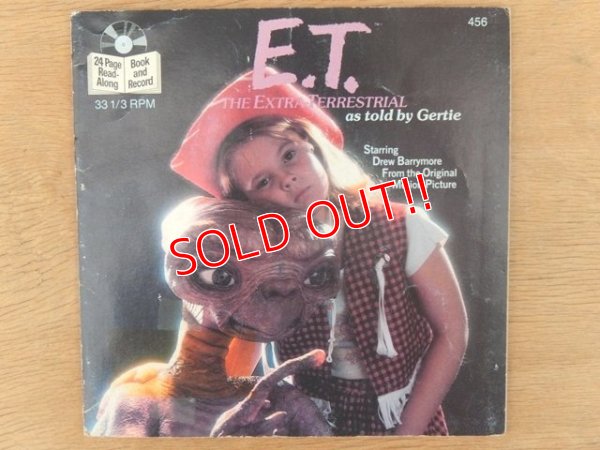 456
E.T.
THE EXTRA-TERRESTRIAL
as told by Gertie
24 Page
Read-
Along
Book
and
Record
33 1/3 RPM
Starring
Drew Barrymore
From the Original
Motion Picture
SOLD OUT!!